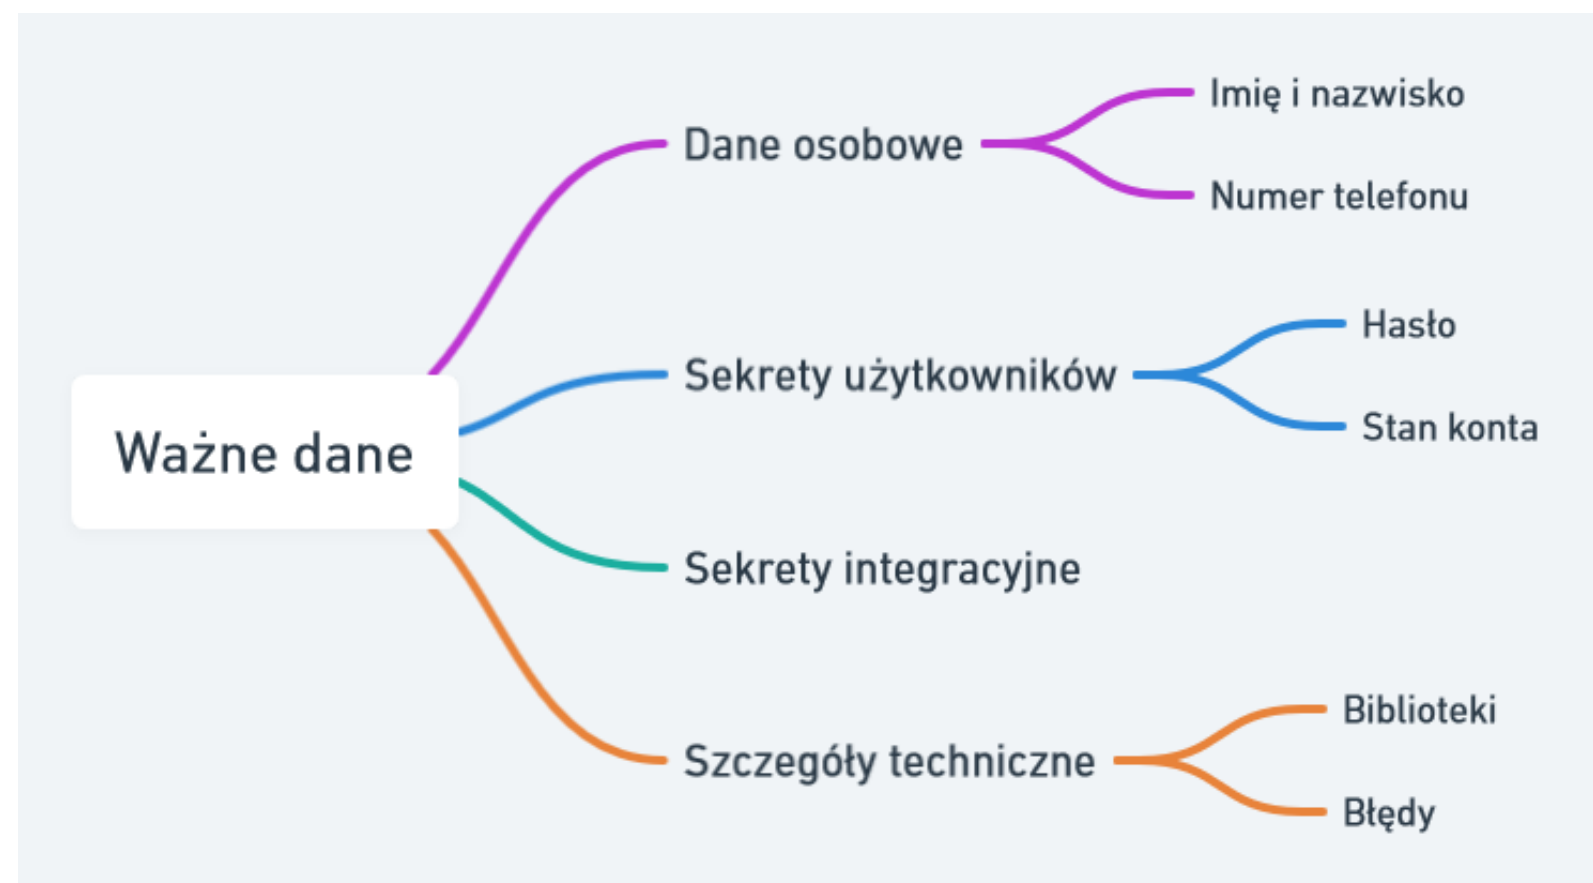 Ważne dane
Dane osobowe
Imię i nazwisko
Numer telefonu
Sekrety użytkowników
Hasło
Stan konta
Sekrety integracyjne
Szczegóły techniczne
Biblioteki
Błędy